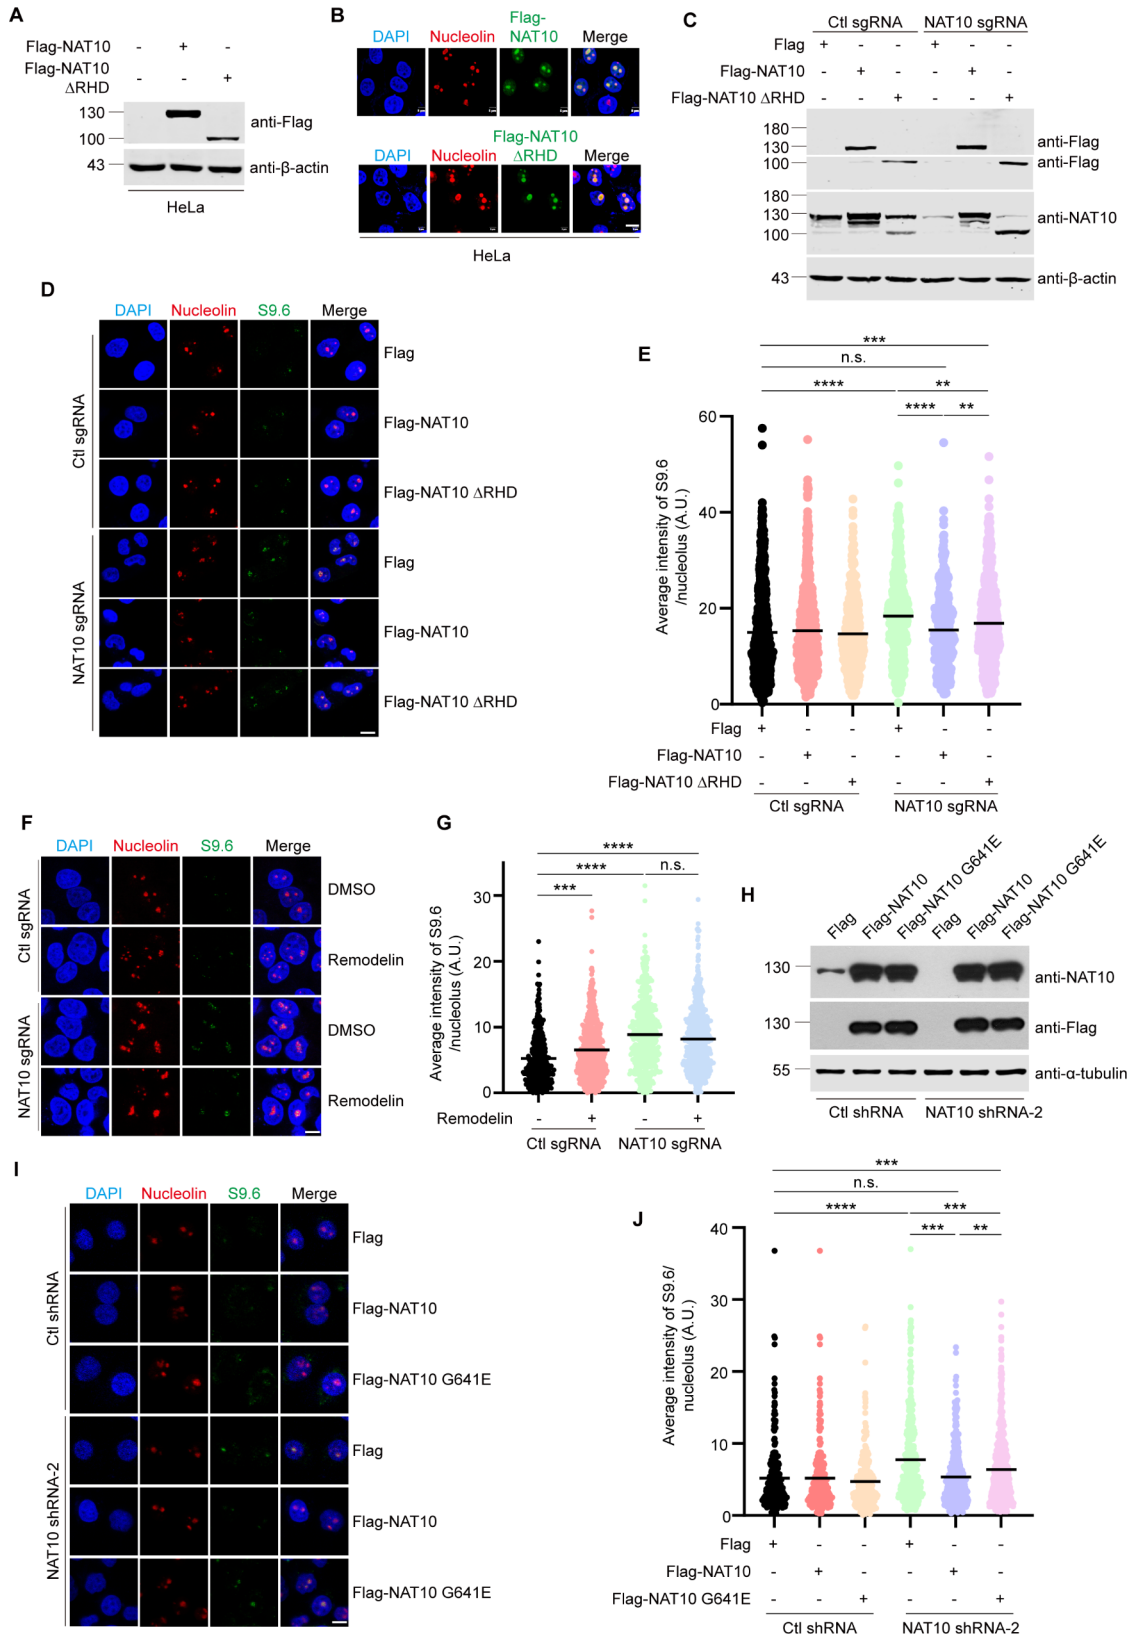 A
Flag-NAT10 - + -
Flag-NAT10
ΔRHD - - +
130
100
anti-Flag
43
anti-β-actin
HeLa
B
DAPI Nucleolin Flag-
NAT10 Merge
DAPI Nucleolin Flag-NAT10
ΔRHD Merge
HeLa
C
Ctl sgRNA NAT10 sgRNA
Flag + - - + - -
Flag-NAT10 - + - - + -
Flag-NAT10 ΔRHD - - + - - +
180
130 anti-Flag
100 anti-Flag
180
130 anti-NAT10
100
43 anti-β-actin
D
DAPI Nucleolin S9.6 Merge
Ctl sgRNA
Flag
Flag-NAT10
Flag-NAT10 ΔRHD
NAT10 sgRNA
Flag
Flag-NAT10
Flag-NAT10 ΔRHD
E
***
n.s.
**** **
**** **
Average intensity of S9.6
/nucleolus (A.U.)
60
40
20
0
Flag + - - + - -
Flag-NAT10 - + - - + -
Flag-NAT10 ΔRHD - - + - - +
Ctl sgRNA NAT10 sgRNA
F
DAPI Nucleolin S9.6 Merge
Ctl sgRNA
DMSO
Remodelin
NAT10 sgRNA
DMSO
Remodelin
G
****
**** n.s.
***
Average intensity of S9.6
/nucleolus (A.U.)
30
20
10
0
Remodelin - + - +
Ctl sgRNA NAT10 sgRNA
H
Flag Flag-NAT10 Flag-NAT10 G641E Flag Flag-NAT10 Flag-NAT10 G641E
130 anti-NAT10
130 anti-Flag
55 anti-α-tubulin
Ctl shRNA NAT10 shRNA-2
I
DAPI Nucleolin S9.6 Merge
Ctl shRNA
Flag
Flag-NAT10
Flag-NAT10 G641E
NAT10 shRNA-2
Flag
Flag-NAT10
Flag-NAT10 G641E
J
***
n.s.
**** ***
*** **
Average intensity of S9.6/
nucleolus (A.U.)
40
30
20
10
0
Flag + - - + - -
Flag-NAT10 - + - - + -
Flag-NAT10 G641E - - + - - +
Ctl shRNA NAT10 shRNA-2